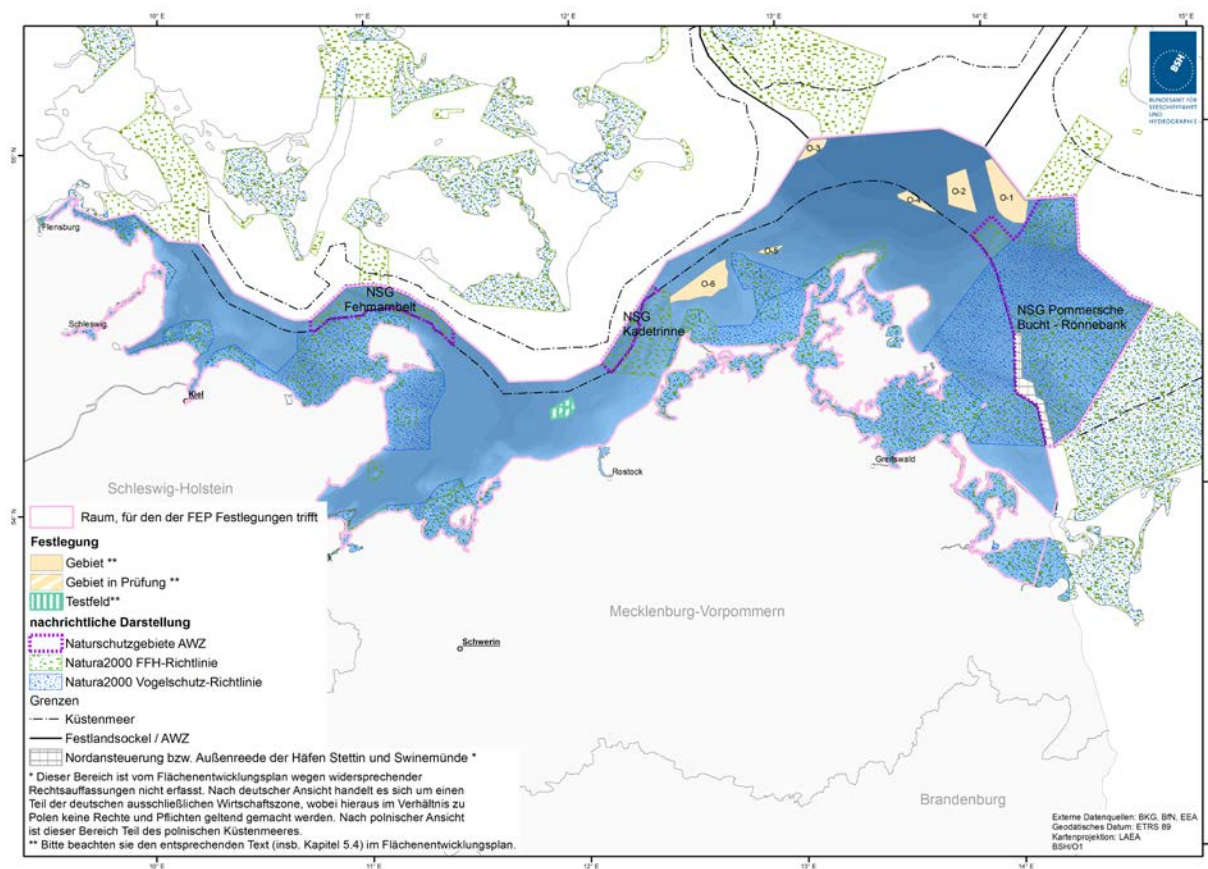 10° E
11° E
12° E
13° E
14° E
15° E
BSH
BUNDESAMT FÜR
SEESCHIFFFAHRT
UND
HYDROGRAPHIE
55° N
O-3
O-2
O-1
O-4
O-5
O-6
Flensburg
NSG
Fehmarnbelt
NSG
Kadetrinne
NSG Pommersche
Bucht - Rönnebank
Schleswig
Kiel
Rostock
Greifswald
Schleswig-Holstein
54° N
Mecklenburg-Vorpommern
Schwerin
Brandenburg
Raum, für den der FEP Festlegungen trifft
Festlegung
Gebiet **
Gebiet in Prüfung **
Testfeld**
nachrichtliche Darstellung
Naturschutzgebiete AWZ
Natura2000 FFH-Richtlinie
Natura2000 Vogelschutz-Richtlinie
Grenzen
Küstenmeer
Festlandsockel / AWZ
Nordansteuerung bzw. Außenreede der Häfen Stettin und Swinemünde *
* Dieser Bereich ist vom Flächenentwicklungsplan wegen widersprechender
Rechtsauffassungen nicht erfasst. Nach deutscher Ansicht handelt es sich um einen
Teil der deutschen ausschließlichen Wirtschaftszone, wobei hieraus im Verhältnis zu
Polen keine Rechte und Pflichten geltend gemacht werden. Nach polnischer Ansicht
ist dieser Bereich Teil des polnischen Küstenmeeres.
** Bitte beachten sie den entsprechenden Text (insb. Kapitel 5.4) im Flächenentwicklungsplan.
Externe Datenquellen: BKG, BfN, EEA
Geodätisches Datum: ETRS 89
Kartenprojektion: LAEA
BSH/O1
10° E
11° E
12° E
13° E
14° E